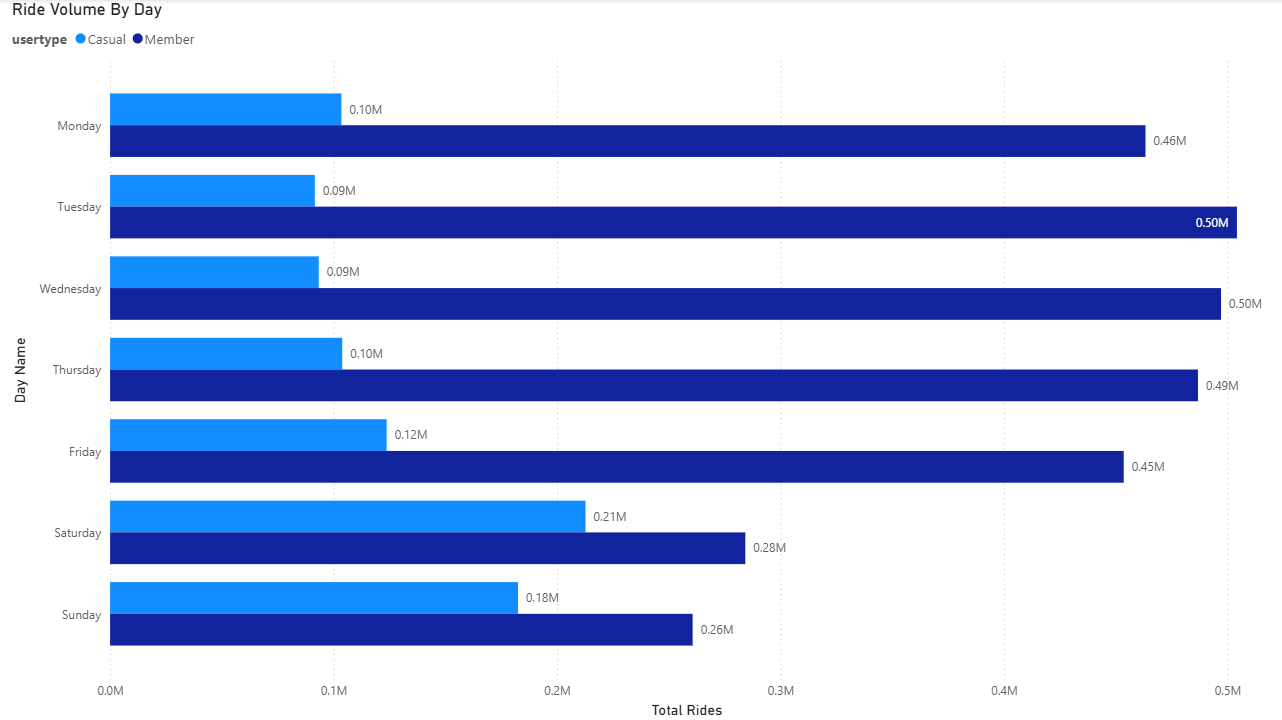 Ride Volume By Day
usertype Casual Member
Monday
0.10M
0.46M
Tuesday
0.09M
0.50M
Wednesday
0.09M
0.50M
Thursday
0.10M
0.49M
Friday
0.12M
0.45M
Saturday
0.21M
0.28M
Sunday
0.18M
0.26M
Day Name
0.0M 0.1M 0.2M 0.3M 0.4M 0.5M
Total Rides